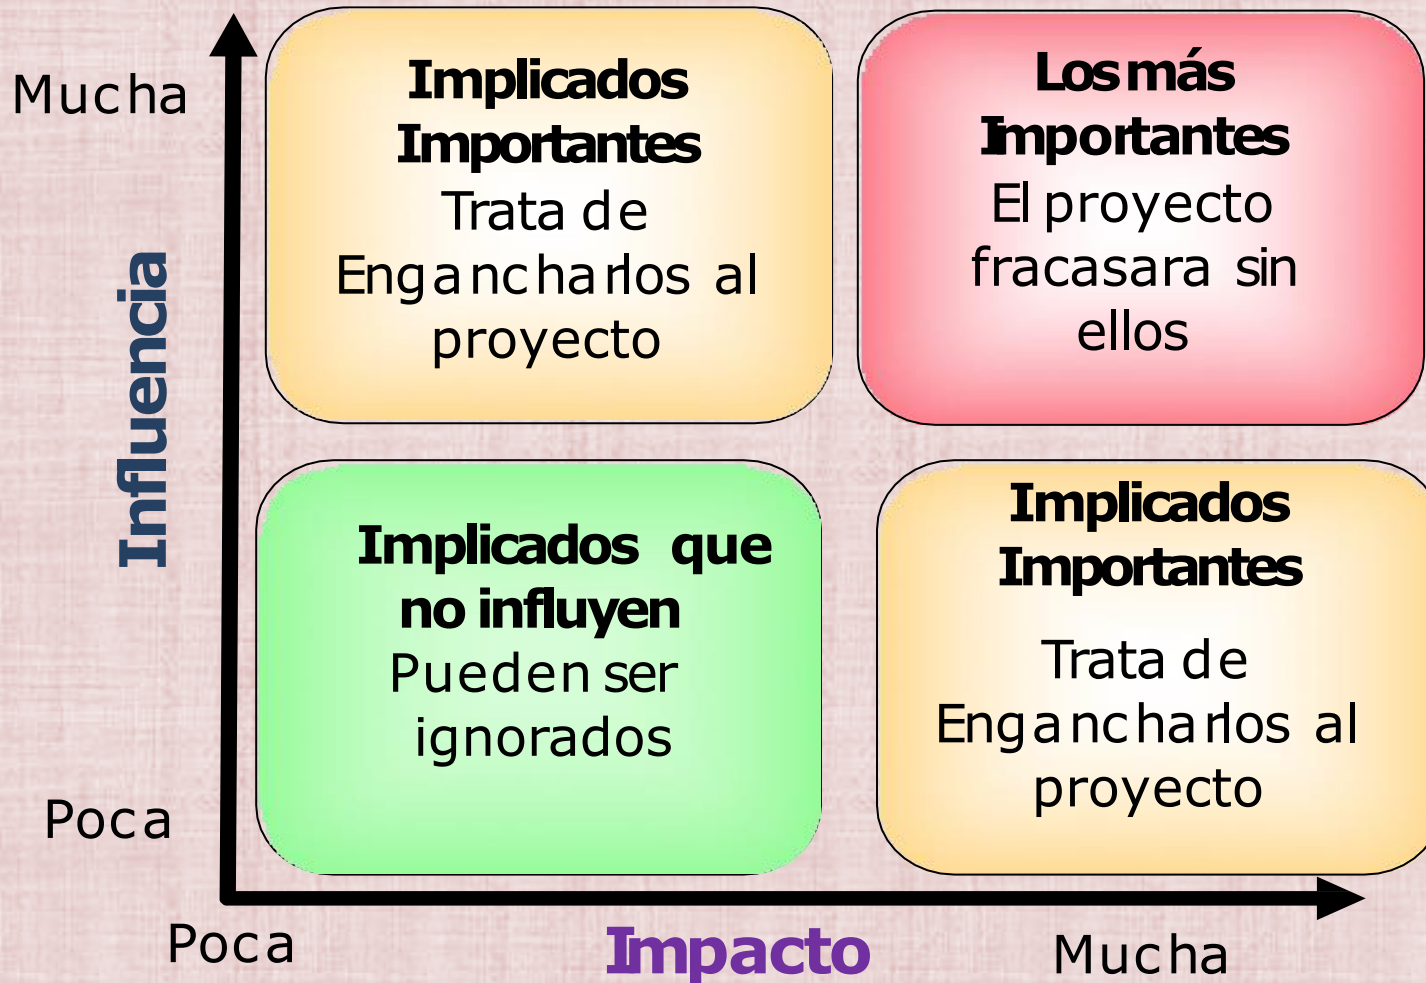 Mucha
Influencia
Poca
Implicados
Importantes
Trata de
Engancharlos al
proyecto
Los más
Importantes
El proyecto
fracasara sin
ellos
Implicados que
no influyen
Pueden ser
ignorados
Implicados
Importantes
Trata de
Engancharlos al
proyecto
Poca
Impacto
Mucha